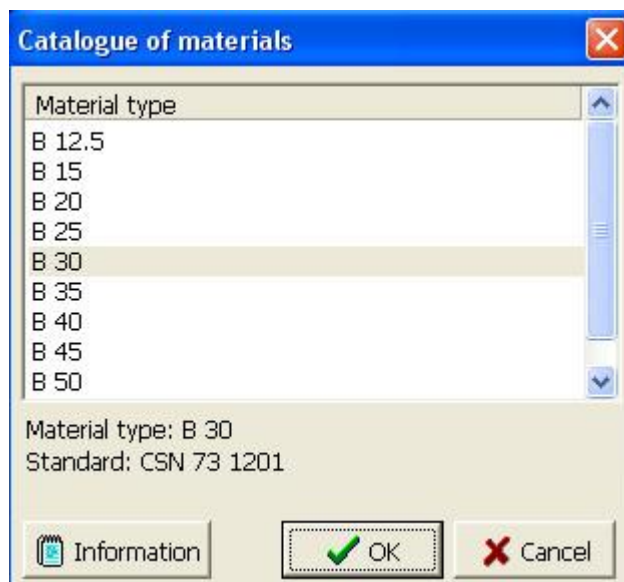 Catalogue of materials
Material type
B 12.5
B 15
B 20
B 25
B 30
B 35
B 40
B 45
B 50
Material type: B 30
Standard: CSN 73 1201
Information OK Cancel